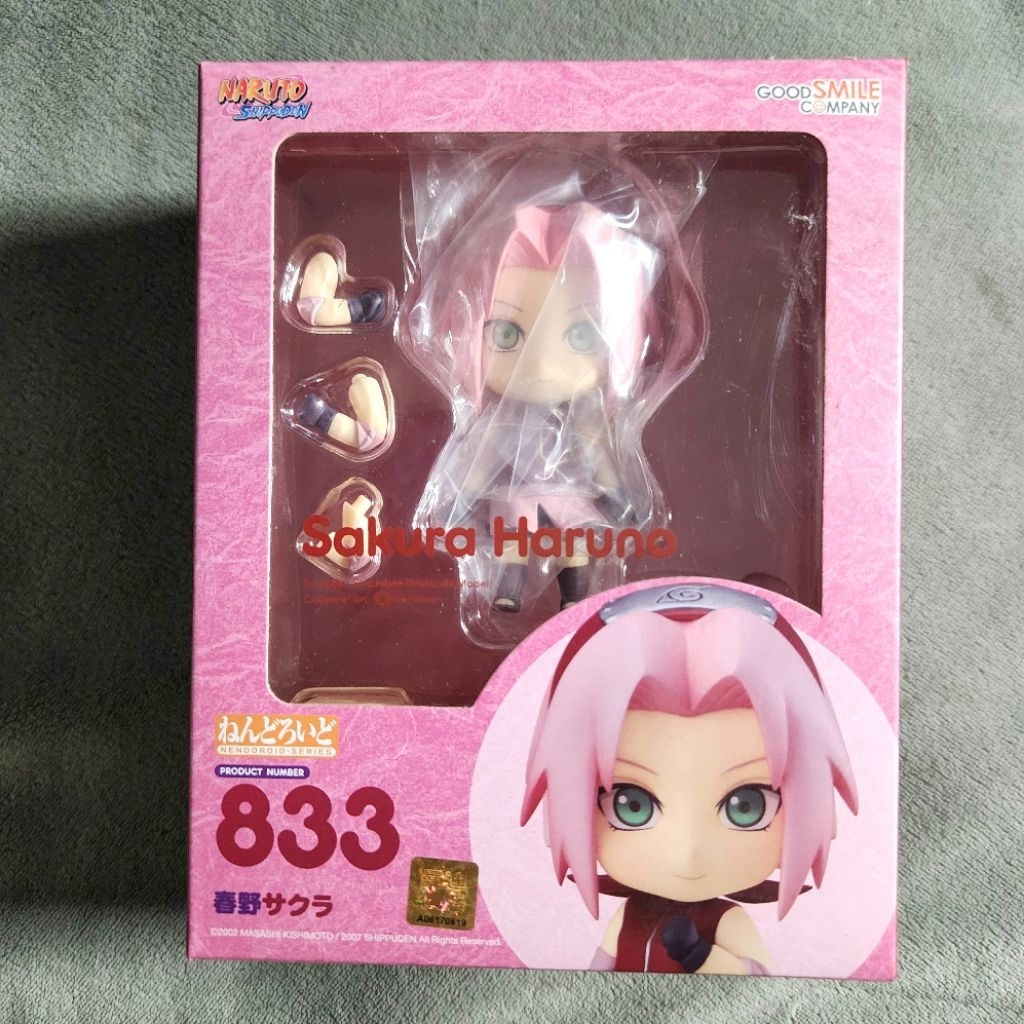 NARUTO
SHIPPUDEN
GOOD SMILE
COMPANY
Sakura Haruno
ねんどろいど
NENDOROID-SERIES
PRODUCT NUMBER
833
春野サクラ
©2002 MASASHI KISHIMOTO / 2007 SHIPPUDEN All Rights Reserved.